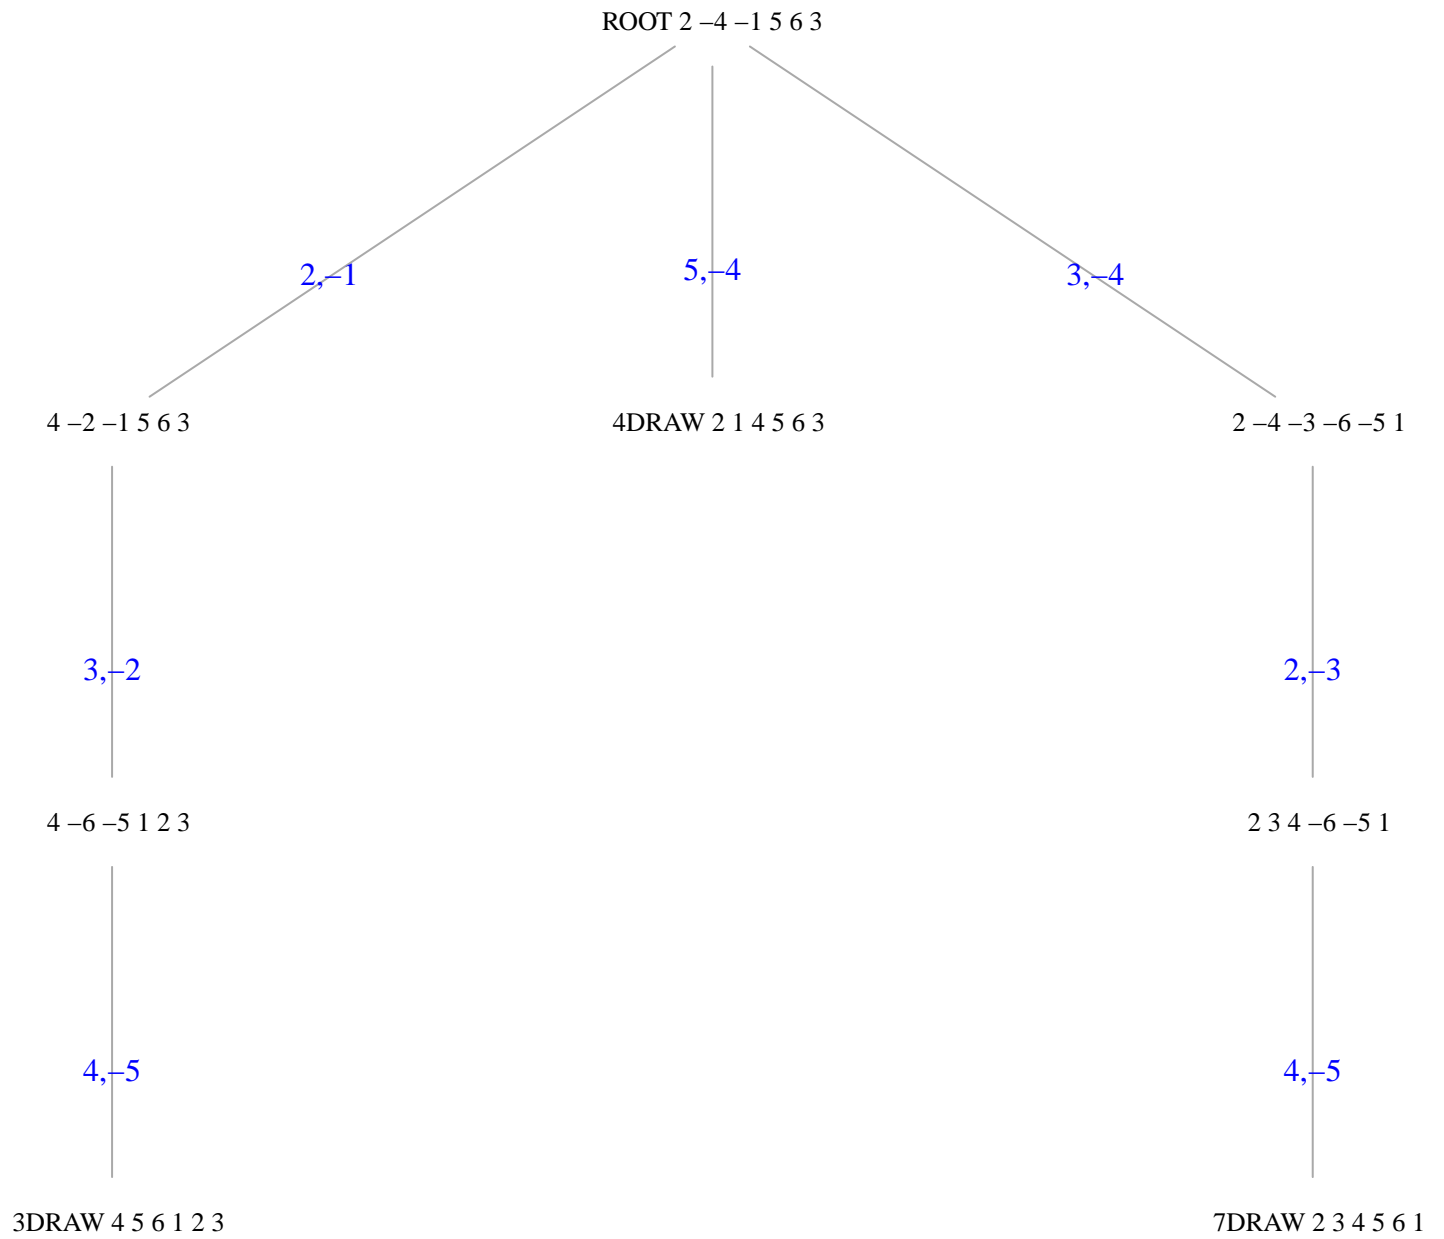 ROOT 2 –4 –1 5 6 3
2,–1
5,–4
3,–4
4 –2 –1 5 6 3
4DRAW 2 1 4 5 6 3
2 –4 –3 –6 –5 1
3,–2
2,–3
4 –6 –5 1 2 3
2 3 4 –6 –5 1
4,–5
4,–5
3DRAW 4 5 6 1 2 3
7DRAW 2 3 4 5 6 1